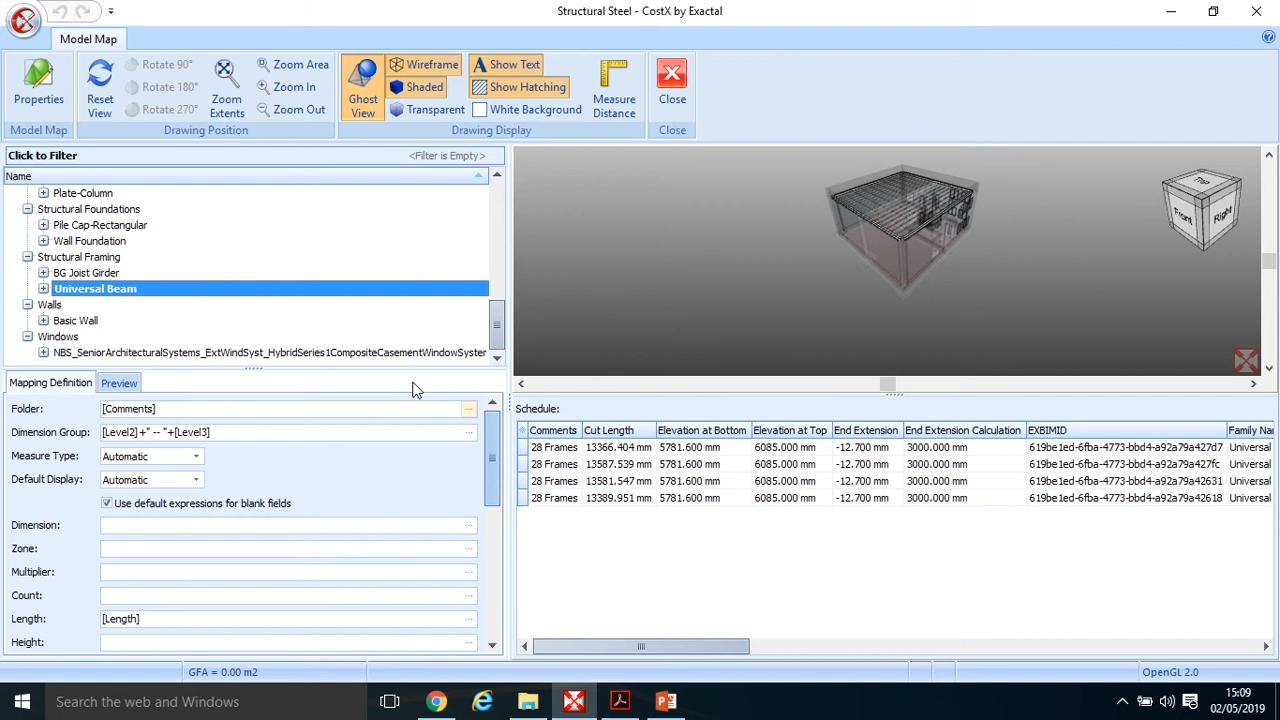 Structural Steel - CostX by Exactal
Model Map
Properties
Model Map
Reset View
Rotate 90°
Rotate 180°
Rotate 270°
Zoom Extents
Zoom Area
Zoom In
Zoom Out
Drawing Position
Ghost View
Wireframe
Shaded
Transparent
Show Text
Show Hatching
White Background
Measure Distance
Drawing Display
Close
Close
Click to Filter <Filter is Empty>
Name
Plate-Column
Structural Foundations
Pile Cap-Rectangular
Wall Foundation
Structural Framing
BG Joist Girder
Universal Beam
Walls
Basic Wall
Windows
NBS_SeniorArchitecturalSystems_ExtWindSyst_HybridSeries1CompositeCasementWindowSyster
Top
Front
Right
Mapping Definition Preview
Folder: [Comments]
Dimension Group: [Level2]+" -- "+[Level3]
Measure Type: Automatic
Default Display: Automatic
Use default expressions for blank fields
Dimension:
Zone:
Multiplier:
Count:
Length: [Length]
Height:
Schedule:
Comments Cut Length Elevation at Bottom Elevation at Top End Extension End Extension Calculation EXBIMID Family Na
28 Frames 13366.404 mm 5781.600 mm 6085.000 mm -12.700 mm 3000.000 mm 619be1ed-6fba-4773-bbd4-a92a79a427d7 Universal
28 Frames 13587.539 mm 5781.600 mm 6085.000 mm -12.700 mm 3000.000 mm 619be1ed-6fba-4773-bbd4-a92a79a427fc Universal
28 Frames 13581.547 mm 5781.600 mm 6085.000 mm -12.700 mm 3000.000 mm 619be1ed-6fba-4773-bbd4-a92a79a42631 Universal
28 Frames 13389.951 mm 5781.600 mm 6085.000 mm -12.700 mm 3000.000 mm 619be1ed-6fba-4773-bbd4-a92a79a42618 Universal
GFA = 0.00 m2
OpenGL 2.0
Search the web and Windows
15:09
02/05/2019